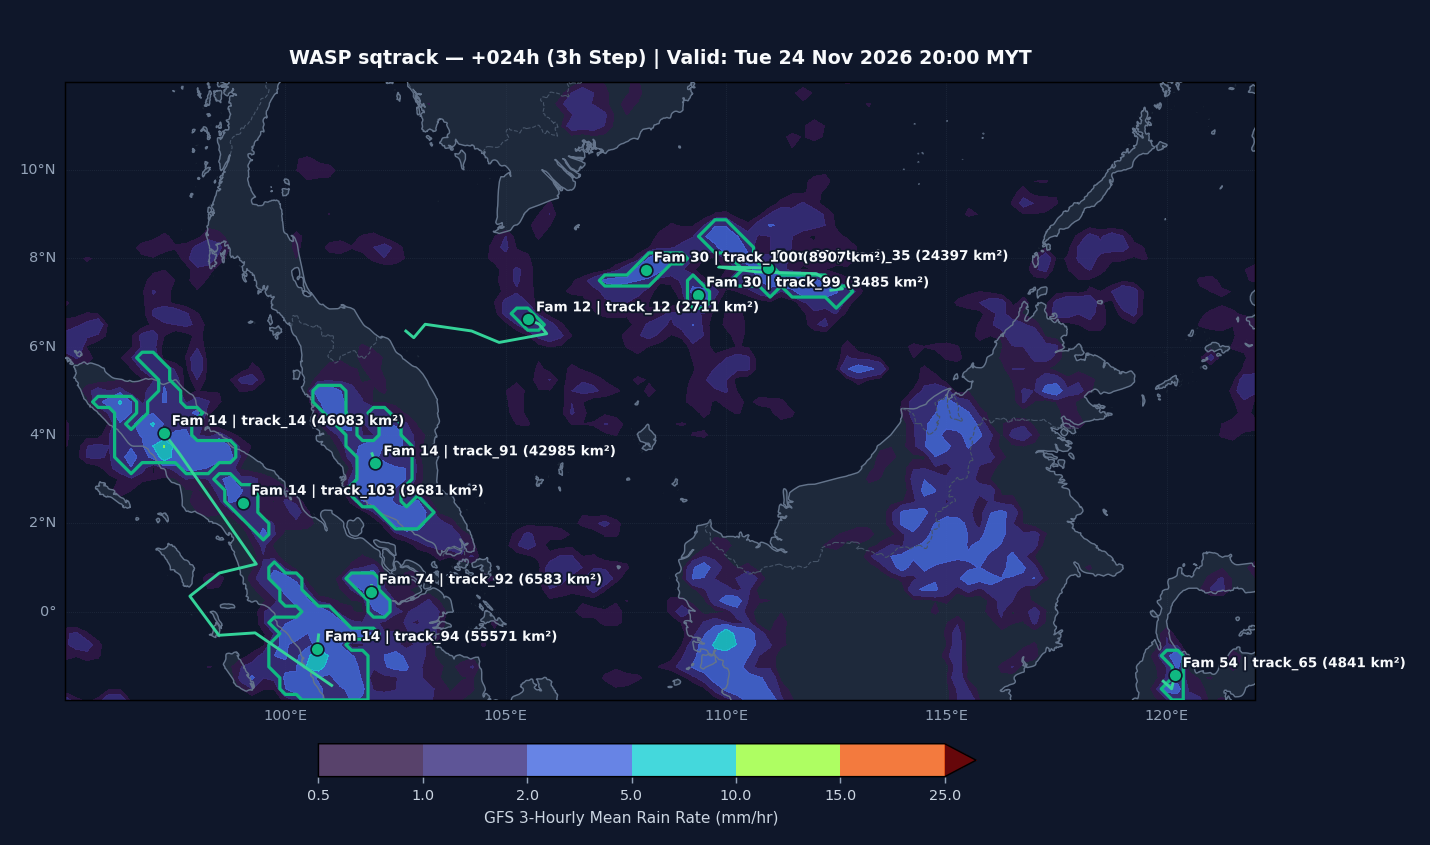 WASP sqtrack — +024h (3h Step) | Valid: Tue 24 Nov 2026 20:00 MYT
10°N
8°N
6°N
4°N
2°N
0°
Fam 30 | track_100 (8907 km²)
_35 (24397 km²)
Fam 30 | track_99 (3485 km²)
Fam 12 | track_12 (2711 km²)
Fam 14 | track_14 (46083 km²)
Fam 14 | track_91 (42985 km²)
Fam 14 | track_103 (9681 km²)
Fam 74 | track_92 (6583 km²)
Fam 14 | track_94 (55571 km²)
Fam 54 | track_65 (4841 km²)
100°E 105°E 110°E 115°E 120°E
0.5 1.0 2.0 5.0 10.0 15.0 25.0
GFS 3-Hourly Mean Rain Rate (mm/hr)